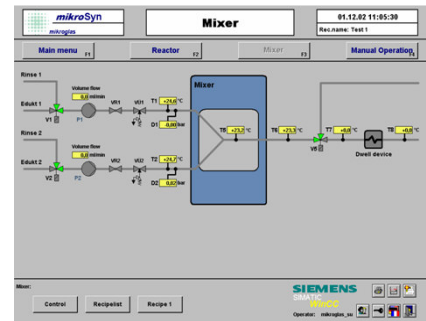 mikroSyn
mikroglas
Mixer
01.12.02 11:05:30
Rec.name: Test 1
Main menu F1
Reactor F2
Mixer F3
Manual Operation F4
Rinse 1
Mixer
Volume flow
0,0 ml/min
Edukt 1
VR1
VU1
T1 +24,6 °C
V1
P1
D1 -0,00 bar
Rinse 2
T5 +23,2 °C
T6 +23,3 °C
T7 +0,0 °C
T8 +0,0 °C
V5
Dwell device
Volume flow
0,0 ml/min
Edukt 2
VR2
VU2
T2 +24,7 °C
V2
P2
D2 0,02 bar
Mixer:
Control
Recipelist
Recipe 1
SIEMENS
SIMATIC
WinCC
Operator: mikroglas_su